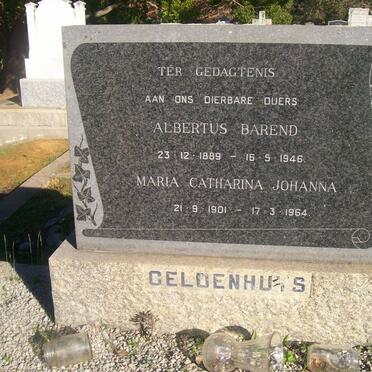 TER GEDAGTENIS
AAN ONS DIERBARE OUERS
ALBERTUS BAREND
23·12·1889 – 16·5·1946
MARIA CATHARINA JOHANNA
21·9·1901 – 17·3·1964
GELDENHUYS